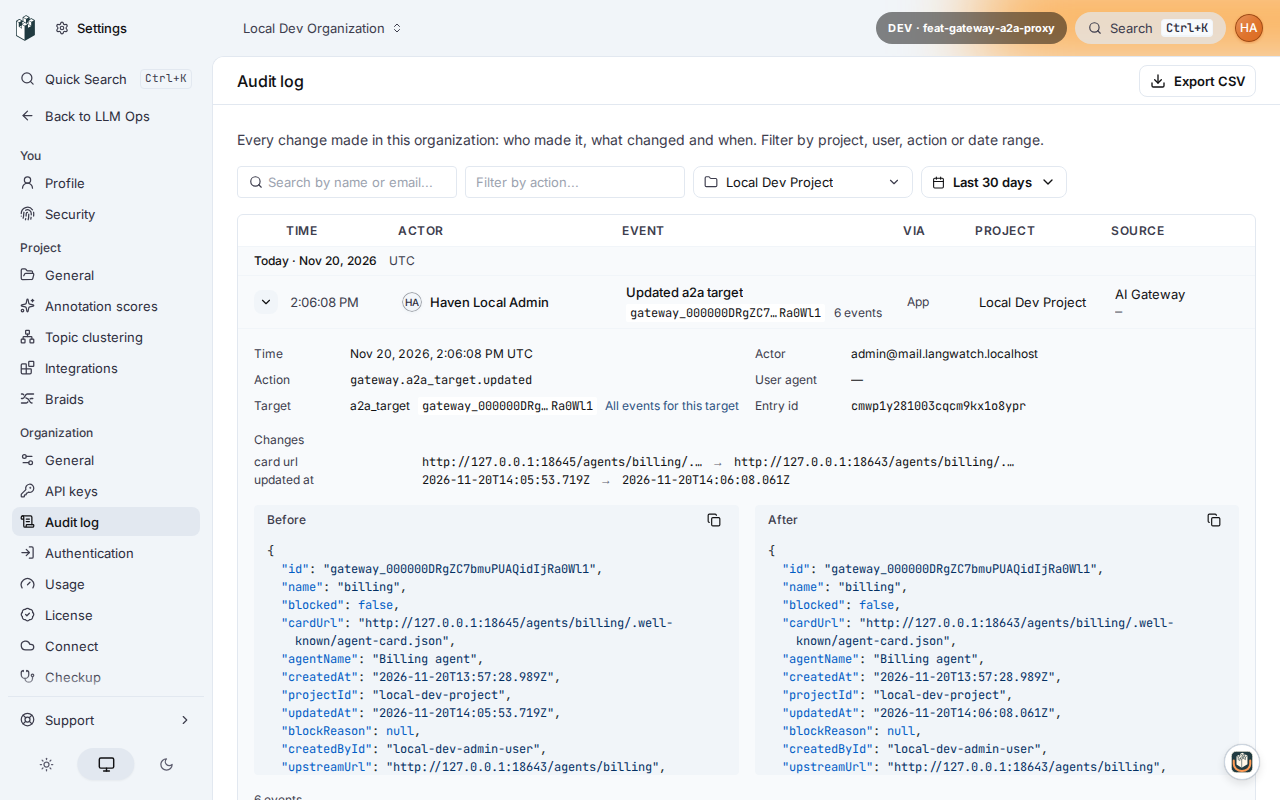 Settings
Local Dev Organization
DEV · feat-gateway-a2a-proxy
Search Ctrl+K
HA
Quick Search Ctrl+K
Back to LLM Ops
You
Profile
Security
Project
General
Annotation scores
Topic clustering
Integrations
Braids
Organization
General
API keys
Audit log
Authentication
Usage
License
Connect
Checkup
Support
Audit log
Export CSV
Every change made in this organization: who made it, what changed and when. Filter by project, user, action or date range.
Search by name or email...
Filter by action...
Local Dev Project
Last 30 days
TIME ACTOR EVENT VIA PROJECT SOURCE
Today · Nov 20, 2026 UTC
2:06:08 PM
HA Haven Local Admin
Updated a2a target
gateway_000000DRgZC7…Ra0Wl1 6 events
App
Local Dev Project
AI Gateway
—
Time Nov 20, 2026, 2:06:08 PM UTC
Actor admin@mail.langwatch.localhost
Action gateway.a2a_target.updated
User agent —
Target a2a_target gateway_000000DRg…Ra0Wl1 All events for this target
Entry id cmwp1y281003cqcm9kx1o8ypr
Changes
card url http://127.0.0.1:18645/agents/billing/.… → http://127.0.0.1:18643/agents/billing/.…
updated at 2026-11-20T14:05:53.719Z → 2026-11-20T14:06:08.061Z
Before
{
"id": "gateway_000000DRgZC7bmuPUAQidIjRa0Wl1",
"name": "billing",
"blocked": false,
"cardUrl": "http://127.0.0.1:18645/agents/billing/.well-
known/agent-card.json",
"agentName": "Billing agent",
"createdAt": "2026-11-20T13:57:28.989Z",
"projectId": "local-dev-project",
"updatedAt": "2026-11-20T14:05:53.719Z",
"blockReason": null,
"createdById": "local-dev-admin-user",
"upstreamUrl": "http://127.0.0.1:18643/agents/billing",
After
{
"id": "gateway_000000DRgZC7bmuPUAQidIjRa0Wl1",
"name": "billing",
"blocked": false,
"cardUrl": "http://127.0.0.1:18643/agents/billing/.well-
known/agent-card.json",
"agentName": "Billing agent",
"createdAt": "2026-11-20T13:57:28.989Z",
"projectId": "local-dev-project",
"updatedAt": "2026-11-20T14:06:08.061Z",
"blockReason": null,
"createdById": "local-dev-admin-user",
"upstreamUrl": "http://127.0.0.1:18643/agents/billing",
6 events